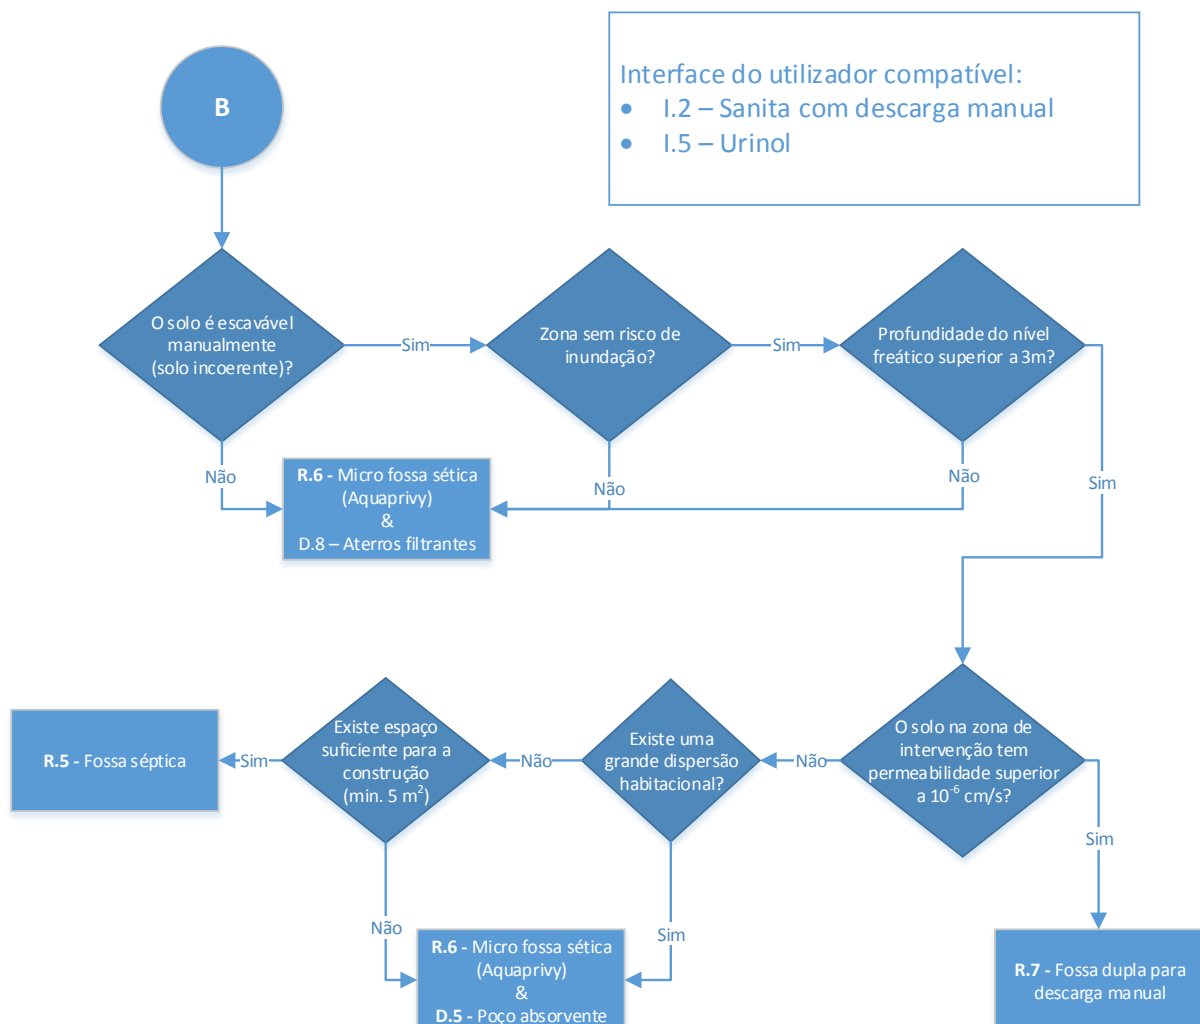 B
Interface do utilizador compatível:
• I.2 – Sanita com descarga manual
• I.5 – Urinol
O solo é escavável
manualmente
(solo incoerente)?
Sim
Zona sem risco de
inundação?
Sim
Profundidade do nível
freático superior a 3m?
Não
R.6 - Micro fossa sética
(Aquaprivy)
&
D.8 – Aterros filtrantes
Não
Não
Sim
R.5 - Fossa séptica
Sim
Existe espaço
suficiente para a
construção
(min. 5 m²)
Não
Existe uma
grande dispersão
habitacional?
Não
O solo na zona de
intervenção tem
permeabilidade superior
a 10⁻⁶ cm/s?
Sim
Não
Sim
R.6 - Micro fossa sética
(Aquaprivy)
&
D.5 - Poço absorvente
R.7 - Fossa dupla para
descarga manual